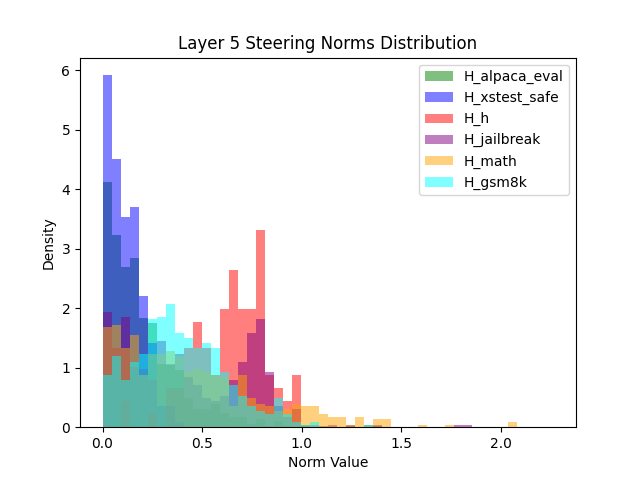 Layer 5 Steering Norms Distribution
H_alpaca_eval
H_xstest_safe
H_h
H_jailbreak
H_math
H_gsm8k
6
5
4
3
2
1
0
Density
0.0 0.5 1.0 1.5 2.0
Norm Value